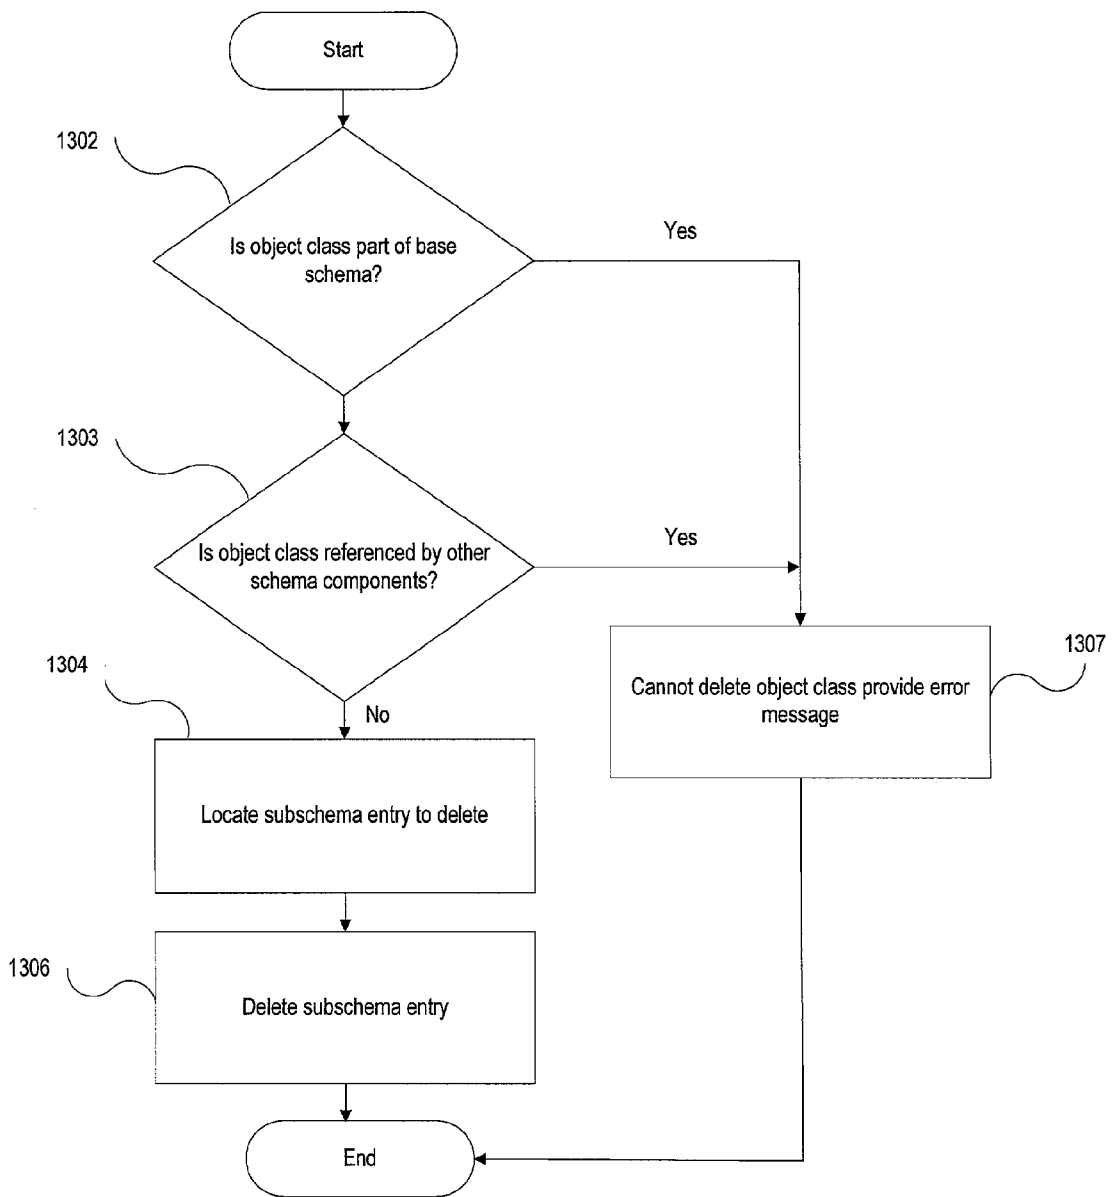 Start
1302
Is object class part of base
schema?
Yes
1303
Is object class referenced by other
schema components?
Yes
1304
No
1307
Cannot delete object class provide error
message
Locate subschema entry to delete
1306
Delete subschema entry
End